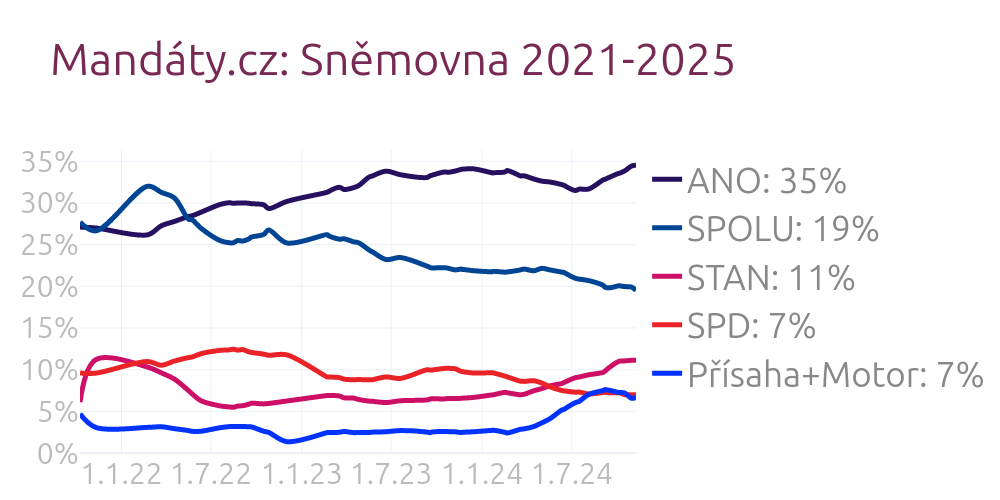 Mandáty.cz: Sněmovna 2021-2025
35%
30%
25%
20%
15%
10%
5%
0%
1.1.22 1.7.22 1.1.23 1.7.23 1.1.24 1.7.24
ANO: 35%
SPOLU: 19%
STAN: 11%
SPD: 7%
Přísaha+Motor: 7%